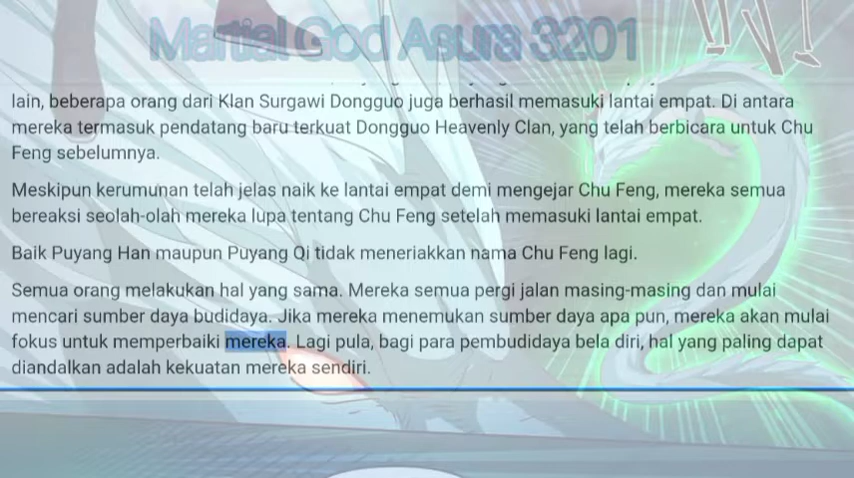 Martial God Asura 3201
lain, beberapa orang dari Klan Surgawi Dongguo juga berhasil memasuki lantai empat. Di antara
mereka termasuk pendatang baru terkuat Dongguo Heavenly Clan, yang telah berbicara untuk Chu
Feng sebelumnya.
Meskipun kerumunan telah jelas naik ke lantai empat demi mengejar Chu Feng, mereka semua
bereaksi seolah-olah mereka lupa tentang Chu Feng setelah memasuki lantai empat.
Baik Puyang Han maupun Puyang Qi tidak meneriakkan nama Chu Feng lagi.
Semua orang melakukan hal yang sama. Mereka semua pergi jalan masing-masing dan mulai
mencari sumber daya budidaya. Jika mereka menemukan sumber daya apa pun, mereka akan mulai
fokus untuk memperbaiki mereka. Lagi pula, bagi para pembudidaya bela diri, hal yang paling dapat
diandalkan adalah kekuatan mereka sendiri.